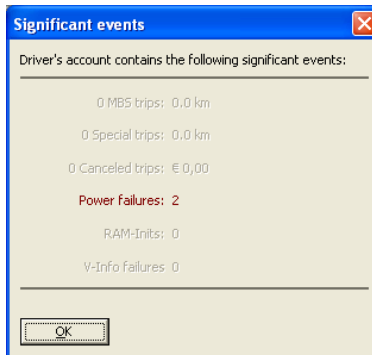 Significant events
Driver's account contains the following significant events:
0 MBS trips: 0.0 km
0 Special trips: 0.0 km
0 Canceled trips: € 0,00
Power failures: 2
RAM-Inits: 0
V-Info failures 0
OK